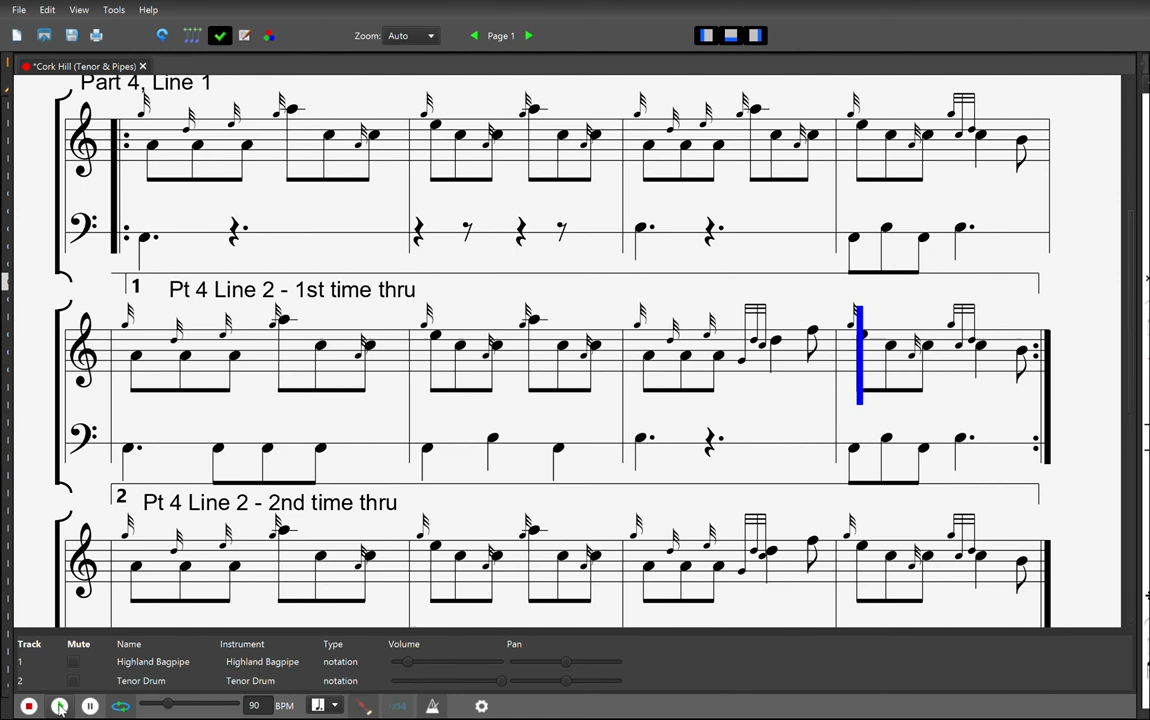 File Edit View Tools Help
Zoom: Auto Page 1
*Cork Hill (Tenor & Pipes)
Part 4, Line 1
1 Pt 4 Line 2 - 1st time thru
2 Pt 4 Line 2 - 2nd time thru
Track Mute Name Instrument Type Volume Pan
1 Highland Bagpipe Highland Bagpipe notation
2 Tenor Drum Tenor Drum notation
90 BPM